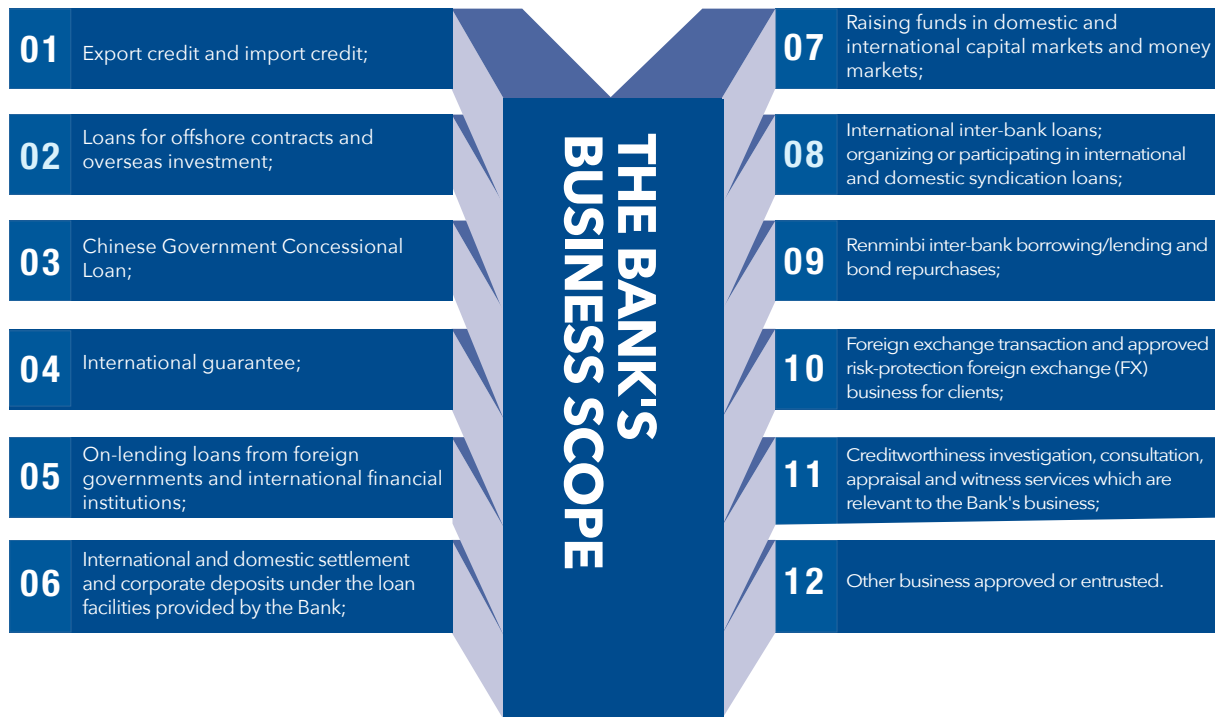 01
Export credit and import credit;
02
Loans for offshore contracts and
overseas investment;
03
Chinese Government Concessional
Loan;
04
International guarantee;
05
On-lending loans from foreign
governments and international financial
institutions;
06
International and domestic settlement
and corporate deposits under the loan
facilities provided by the Bank;
THE BANK'S
BUSINESS SCOPE
07
Raising funds in domestic and
international capital markets and money
markets;
08
International inter-bank loans;
organizing or participating in international
and domestic syndication loans;
09
Renminbi inter-bank borrowing/lending and
bond repurchases;
10
Foreign exchange transaction and approved
risk-protection foreign exchange (FX)
business for clients;
11
Creditworthiness investigation, consultation,
appraisal and witness services which are
relevant to the Bank's business;
12
Other business approved or entrusted.